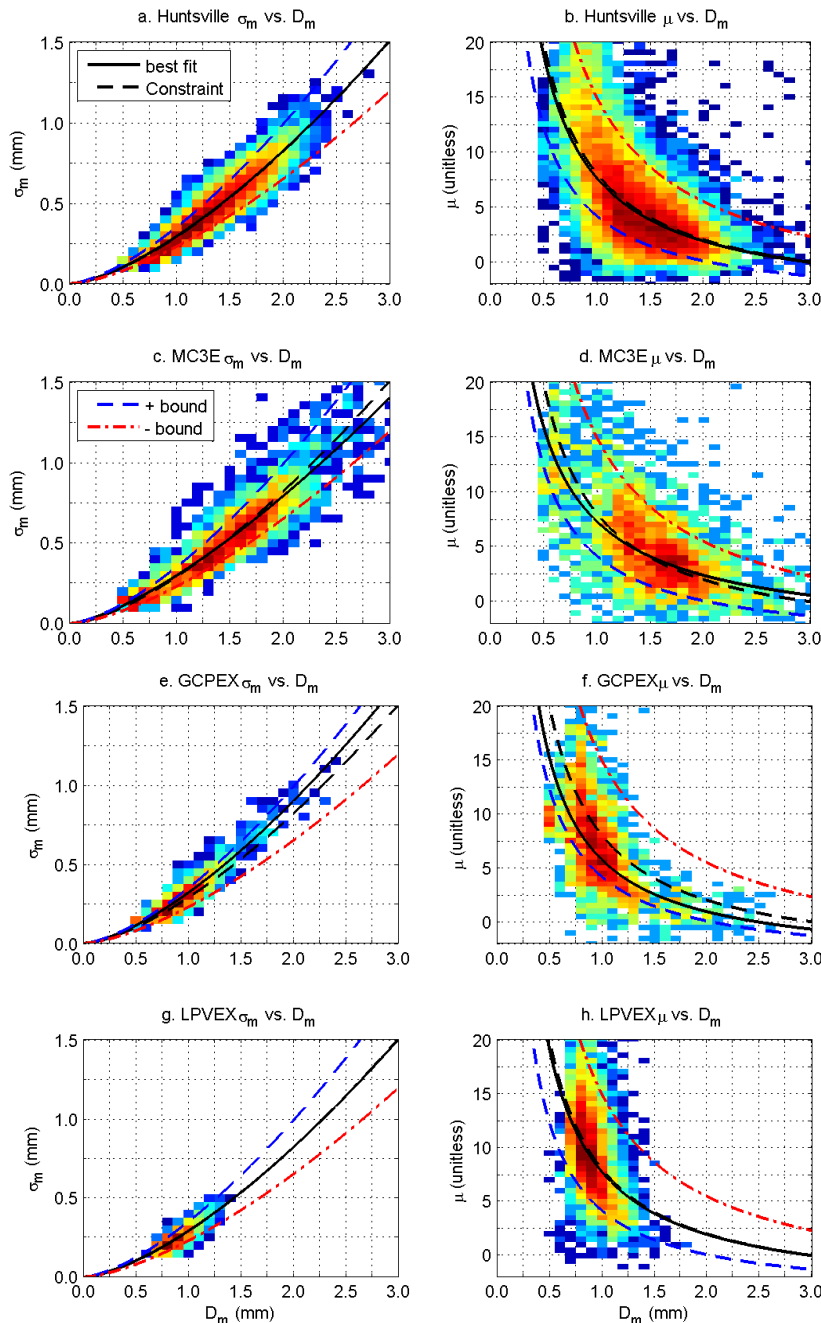 a. Huntsville σm vs. Dm
b. Huntsville μ vs. Dm
1.5
1.0
0.5
0.0
σm (mm)
best fit
Constraint
0.0 0.5 1.0 1.5 2.0 2.5 3.0
20
15
10
5
0
μ (unitless)
0.0 0.5 1.0 1.5 2.0 2.5 3.0
c. MC3E σm vs. Dm
d. MC3E μ vs. Dm
1.5
1.0
0.5
0.0
σm (mm)
+ bound
- bound
0.0 0.5 1.0 1.5 2.0 2.5 3.0
20
15
10
5
0
μ (unitless)
0.0 0.5 1.0 1.5 2.0 2.5 3.0
e. GCPEX σm vs. Dm
f. GCPEX μ vs. Dm
1.5
1.0
0.5
0.0
σm (mm)
0.0 0.5 1.0 1.5 2.0 2.5 3.0
20
15
10
5
0
μ (unitless)
0.0 0.5 1.0 1.5 2.0 2.5 3.0
g. LPVEX σm vs. Dm
h. LPVEX μ vs. Dm
1.5
1.0
0.5
0.0
σm (mm)
0.0 0.5 1.0 1.5 2.0 2.5 3.0
Dm (mm)
20
15
10
5
0
μ (unitless)
0.0 0.5 1.0 1.5 2.0 2.5 3.0
Dm (mm)